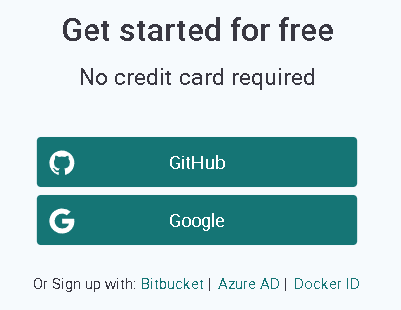 Get started for free
No credit card required
GitHub
Google
Or Sign up with: Bitbucket | Azure AD | Docker ID